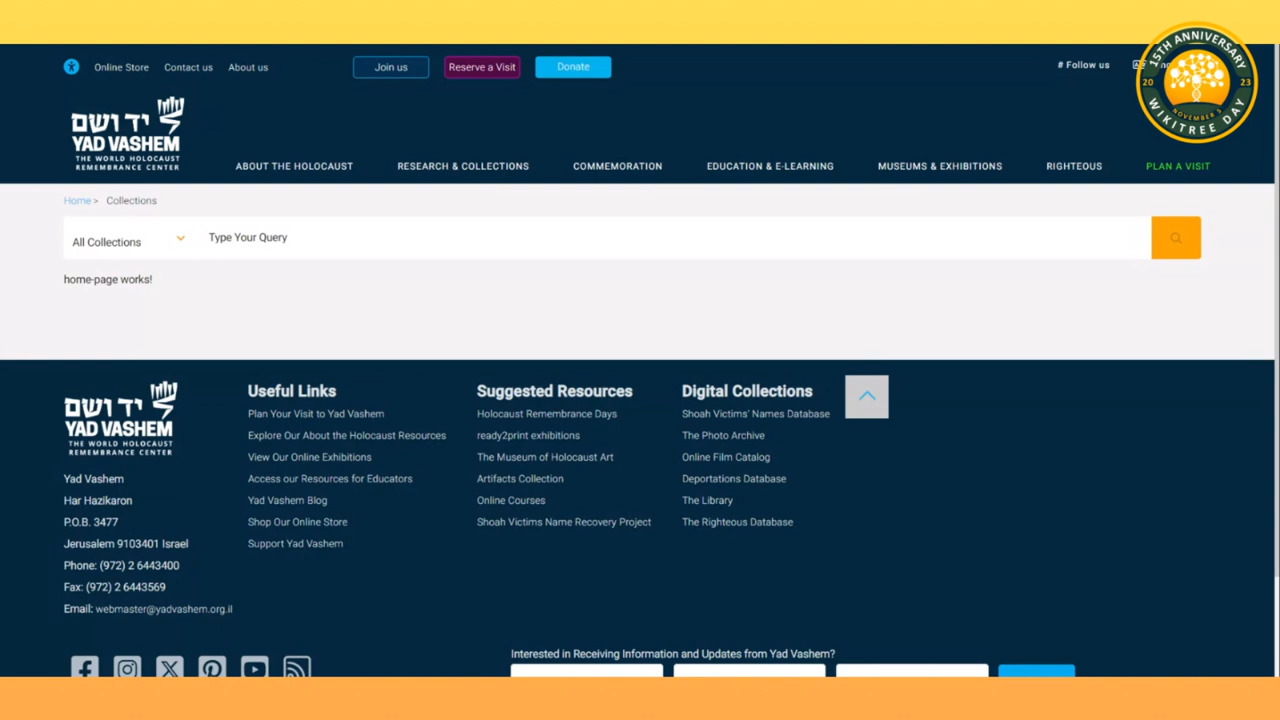 Online Store Contact us About us Join us Reserve a Visit Donate # Follow us
15TH ANNIVERSARY
20 23
NOVEMBER 5
WIKITREE DAY
יד ושם
YAD VASHEM
THE WORLD HOLOCAUST
REMEMBRANCE CENTER
ABOUT THE HOLOCAUST RESEARCH & COLLECTIONS COMMEMORATION EDUCATION & E-LEARNING MUSEUMS & EXHIBITIONS RIGHTEOUS PLAN A VISIT
Home > Collections
All Collections Type Your Query
home-page works!
יד ושם
YAD VASHEM
THE WORLD HOLOCAUST
REMEMBRANCE CENTER
Yad Vashem
Har Hazikaron
P.O.B. 3477
Jerusalem 9103401 Israel
Phone: (972) 2 6443400
Fax: (972) 2 6443569
Email: webmaster@yadvashem.org.il
Useful Links
Plan Your Visit to Yad Vashem
Explore Our About the Holocaust Resources
View Our Online Exhibitions
Access our Resources for Educators
Yad Vashem Blog
Shop Our Online Store
Support Yad Vashem
Suggested Resources
Holocaust Remembrance Days
ready2print exhibitions
The Museum of Holocaust Art
Artifacts Collection
Online Courses
Shoah Victims Name Recovery Project
Digital Collections
Shoah Victims' Names Database
The Photo Archive
Online Film Catalog
Deportations Database
The Library
The Righteous Database
Interested in Receiving Information and Updates from Yad Vashem?